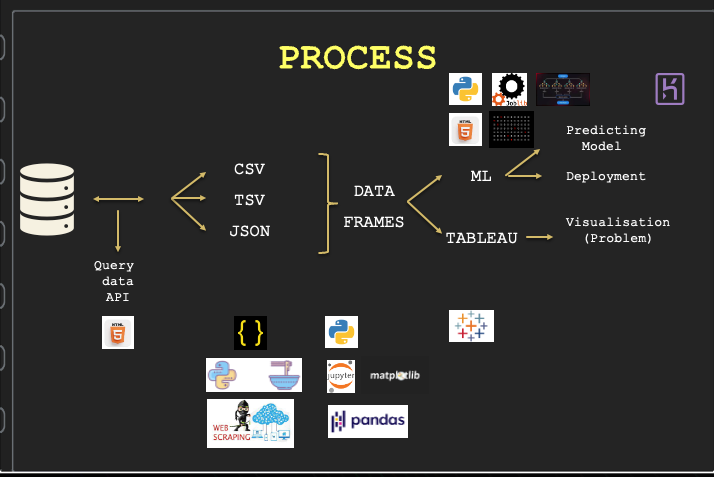 PROCESS
Joblib
HTML
5
Predicting
Model
CSV
ML
Deployment
TSV
DATA
JSON
FRAMES
TABLEAU
Visualisation
(Problem)
Query
data
API
HTML
5
{ }
jupyter
matplotlib
WEB
SCRAPING
pandas